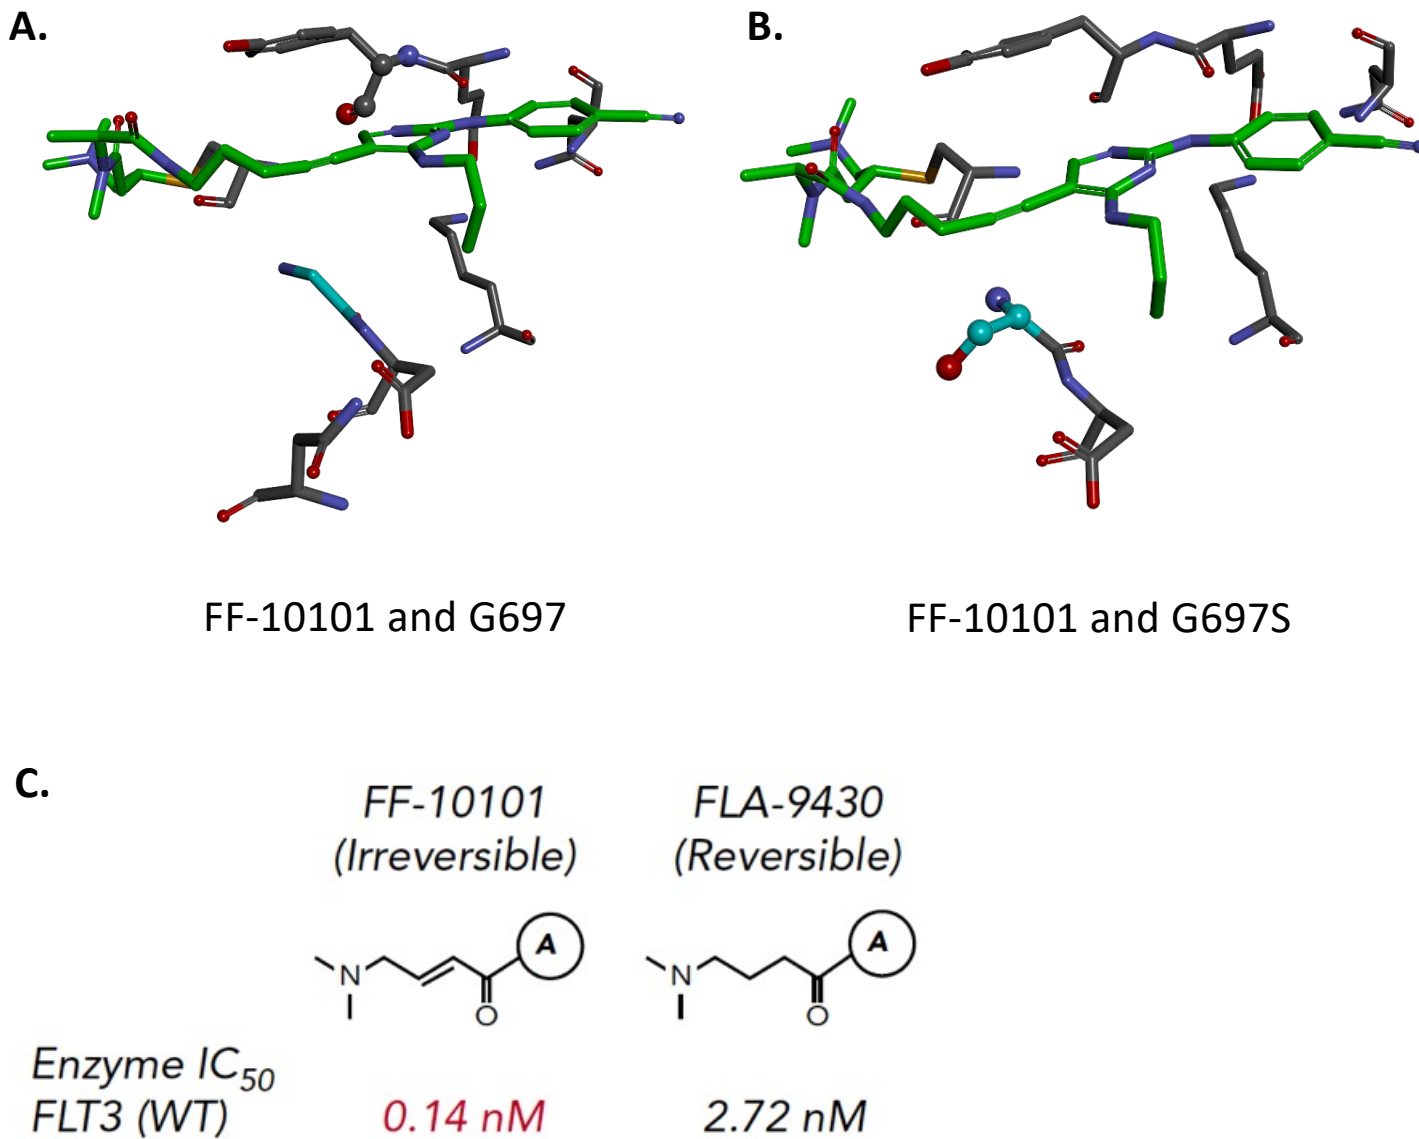 A.
B.
FF-10101 and G697
FF-10101 and G697S
C.
FF-10101
(Irreversible)
FLA-9430
(Reversible)
A
N
O
A
N
O
Enzyme IC50
FLT3 (WT)
0.14 nM
2.72 nM